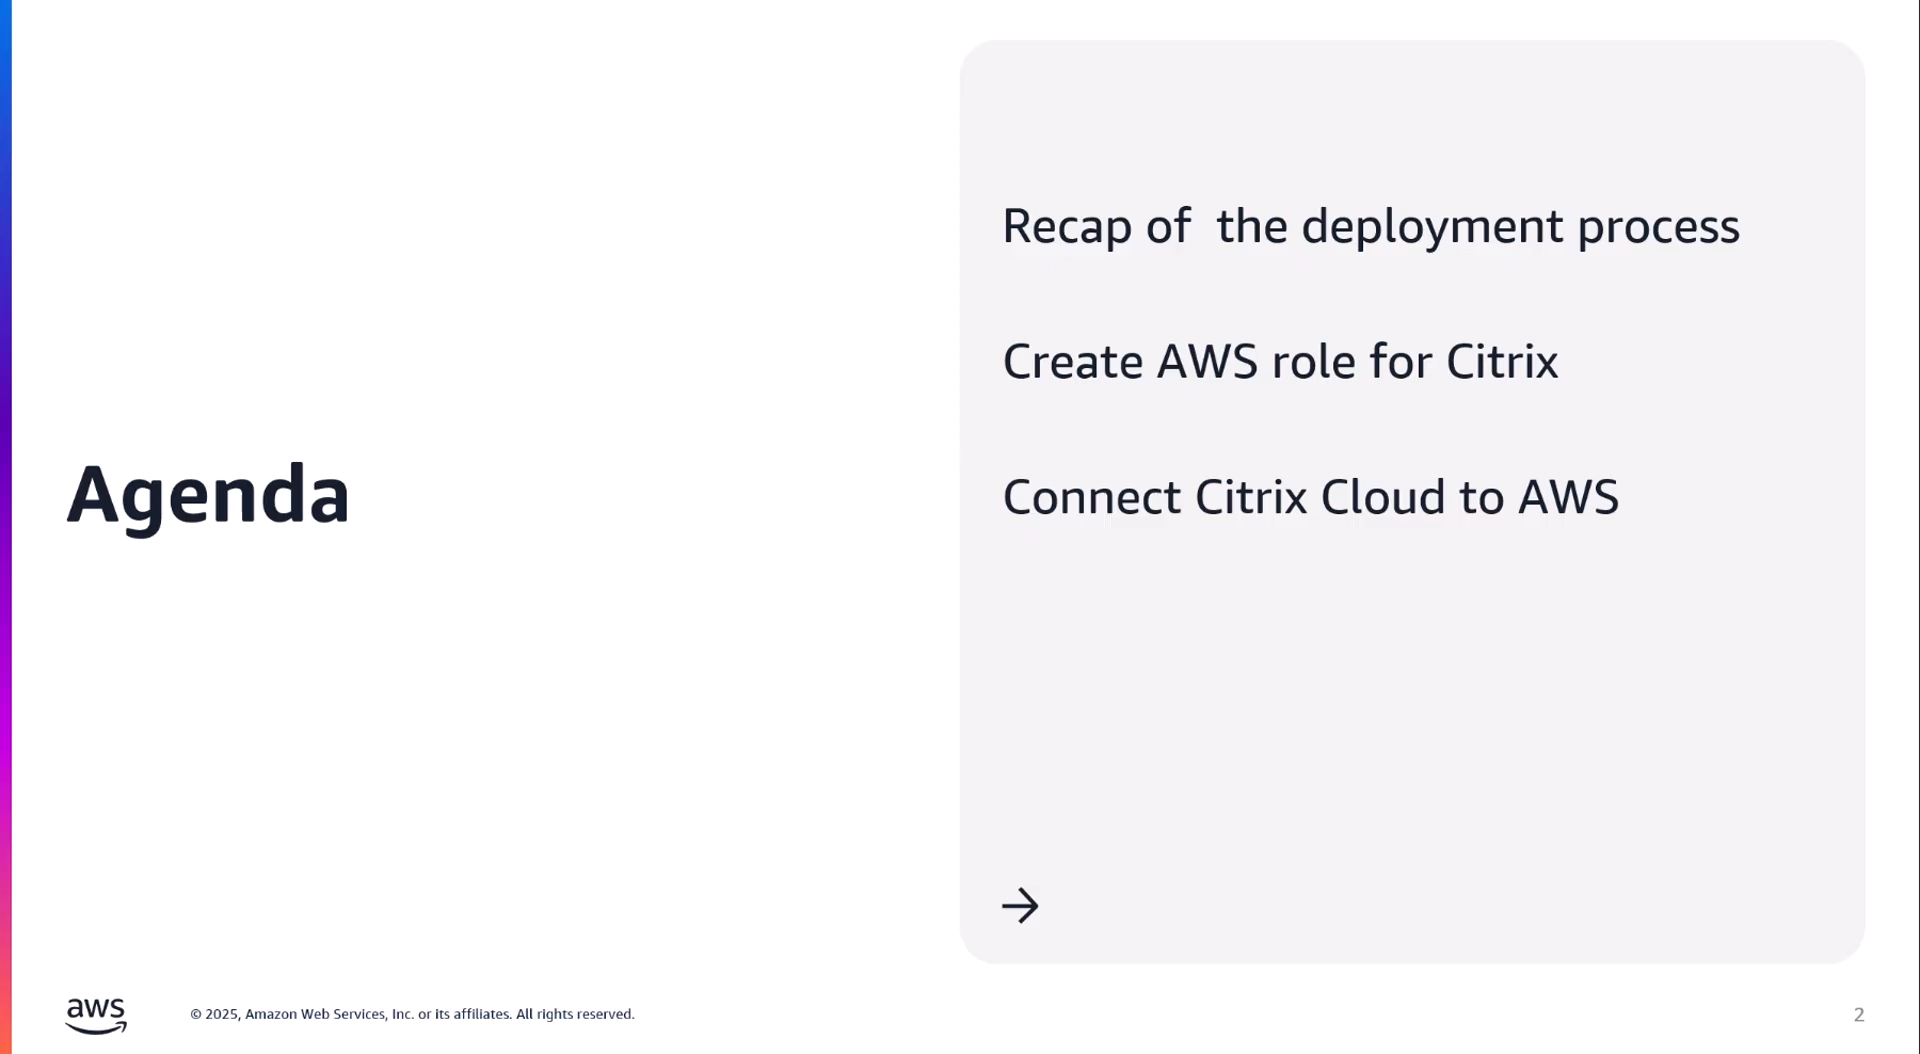 Agenda
Recap of  the deployment process
Create AWS role for Citrix
Connect Citrix Cloud to AWS
aws
© 2025, Amazon Web Services, Inc. or its affiliates. All rights reserved.
2